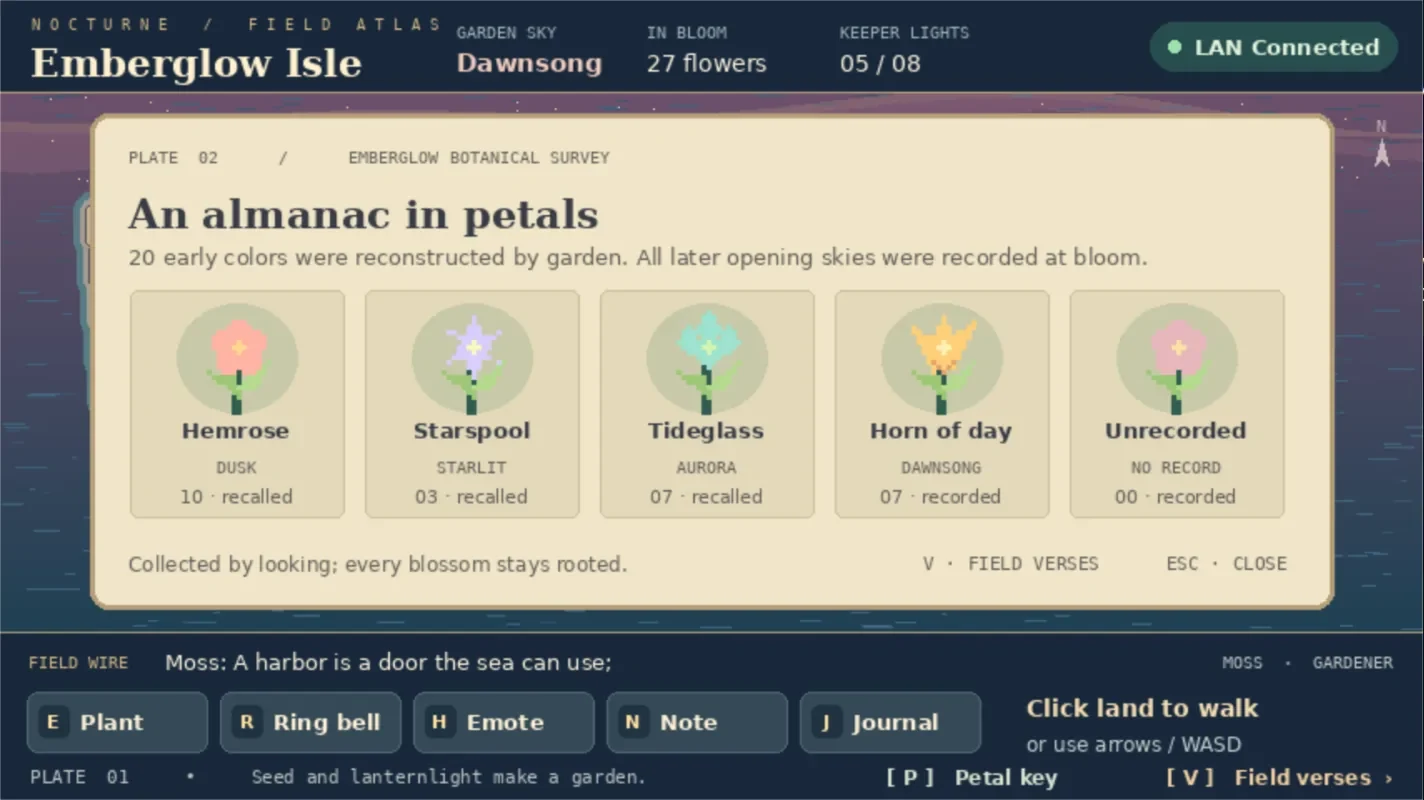 NOCTURNE / FIELD ATLAS
Emberglow Isle
GARDEN SKY
Dawnsong
IN BLOOM
27 flowers
KEEPER LIGHTS
05 / 08
LAN Connected
N
PLATE 02 / EMBERGLOW BOTANICAL SURVEY
An almanac in petals
20 early colors were reconstructed by garden. All later opening skies were recorded at bloom.
Hemrose
DUSK
10 · recalled
Starspool
STARLIT
03 · recalled
Tideglass
AURORA
07 · recalled
Horn of day
DAWNSONG
07 · recorded
Unrecorded
NO RECORD
00 · recorded
Collected by looking; every blossom stays rooted.
V · FIELD VERSES ESC · CLOSE
FIELD WIRE Moss: A harbor is a door the sea can use;
MOSS · GARDENER
E Plant
R Ring bell
H Emote
N Note
J Journal
Click land to walk
or use arrows / WASD
PLATE 01 • Seed and lanternlight make a garden.
[ P ] Petal key
[ V ] Field verses ›